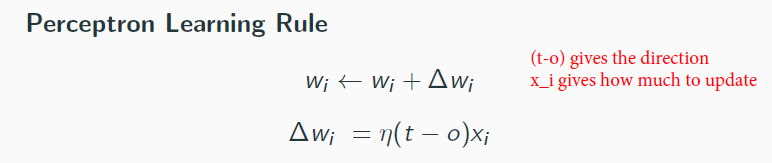 Perceptron Learning Rule
(t-o) gives the direction
x_i gives how much to update
wᵢ ← wᵢ + Δwᵢ
Δwᵢ = η(t − o)xᵢ